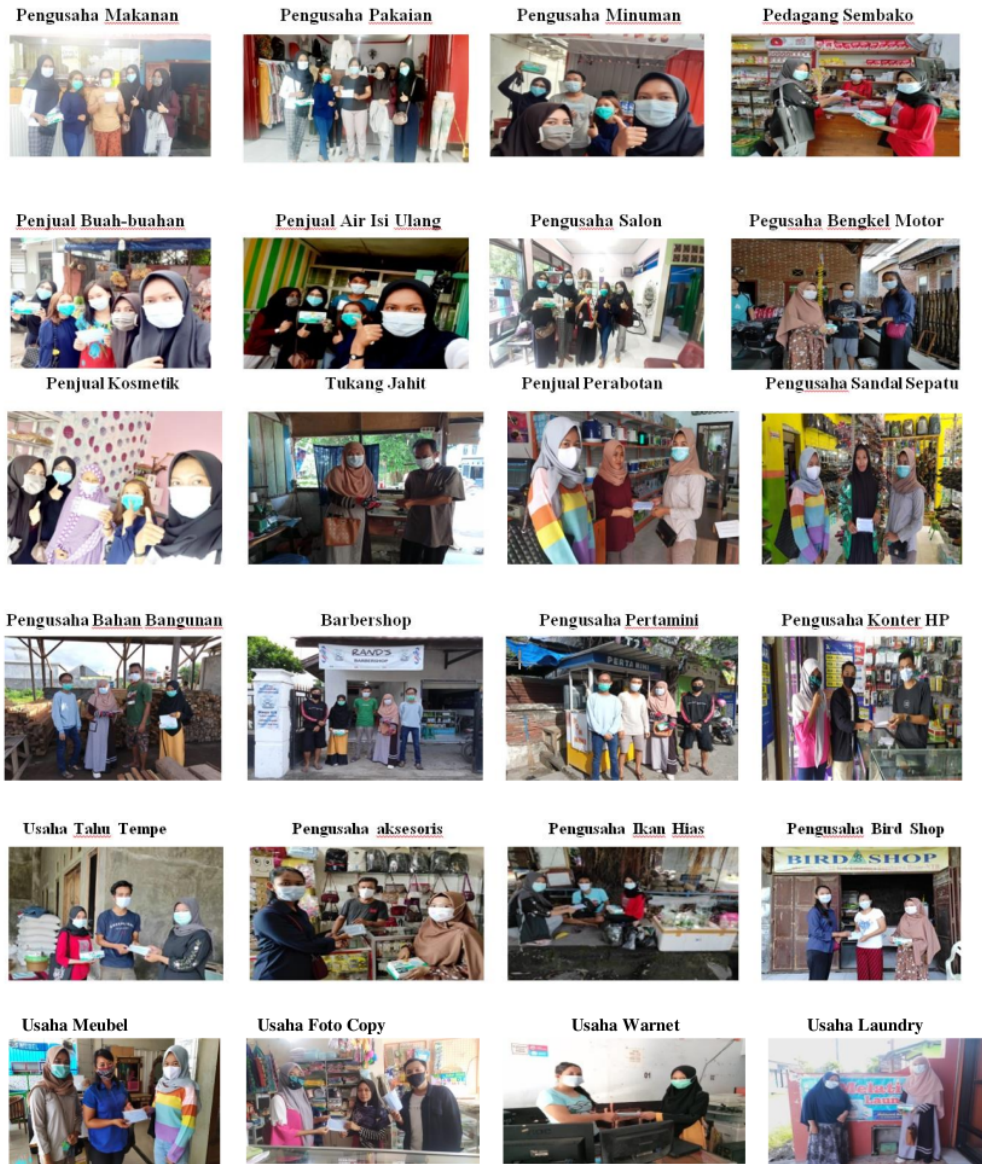 Pengusaha Makanan
Pengusaha Pakaian
Pengusaha Minuman
Pedagang Sembako
Penjual Buah-buahan
Penjual Air Isi Ulang
Pengusaha Salon
Pegusaha Bengkel Motor
Penjual Kosmetik
Tukang Jahit
Penjual Perabotan
Pengusaha Sandal Sepatu
Pengusaha Bahan Bangunan
Barbershop
Pengusaha Pertamini
Pengusaha Konter HP
RAND'S
BARBERSHOP
PERTA MINI
Usaha Tahu Tempe
Pengusaha aksesoris
Pengusaha Ikan Hias
Pengusaha Bird Shop
BIRD SHOP
Usaha Meubel
Usaha Foto Copy
Usaha Warnet
Usaha Laundry
01